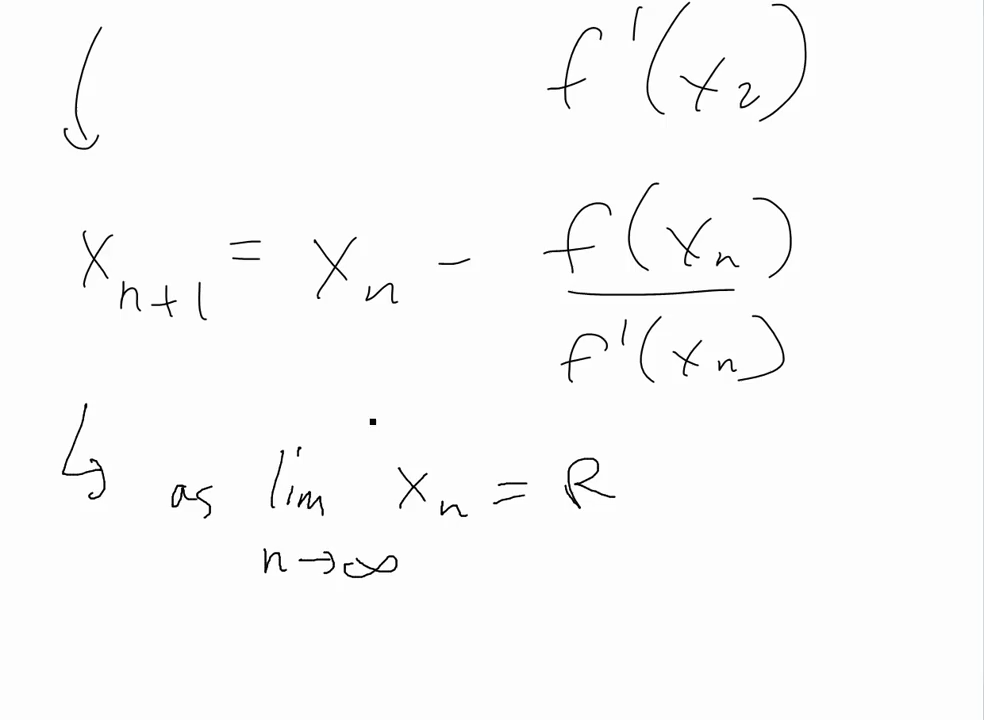 f'(x₂)
xₙ₊₁ = xₙ - f(xₙ) / f'(xₙ)
↳ as lim xₙ = R
n→∞